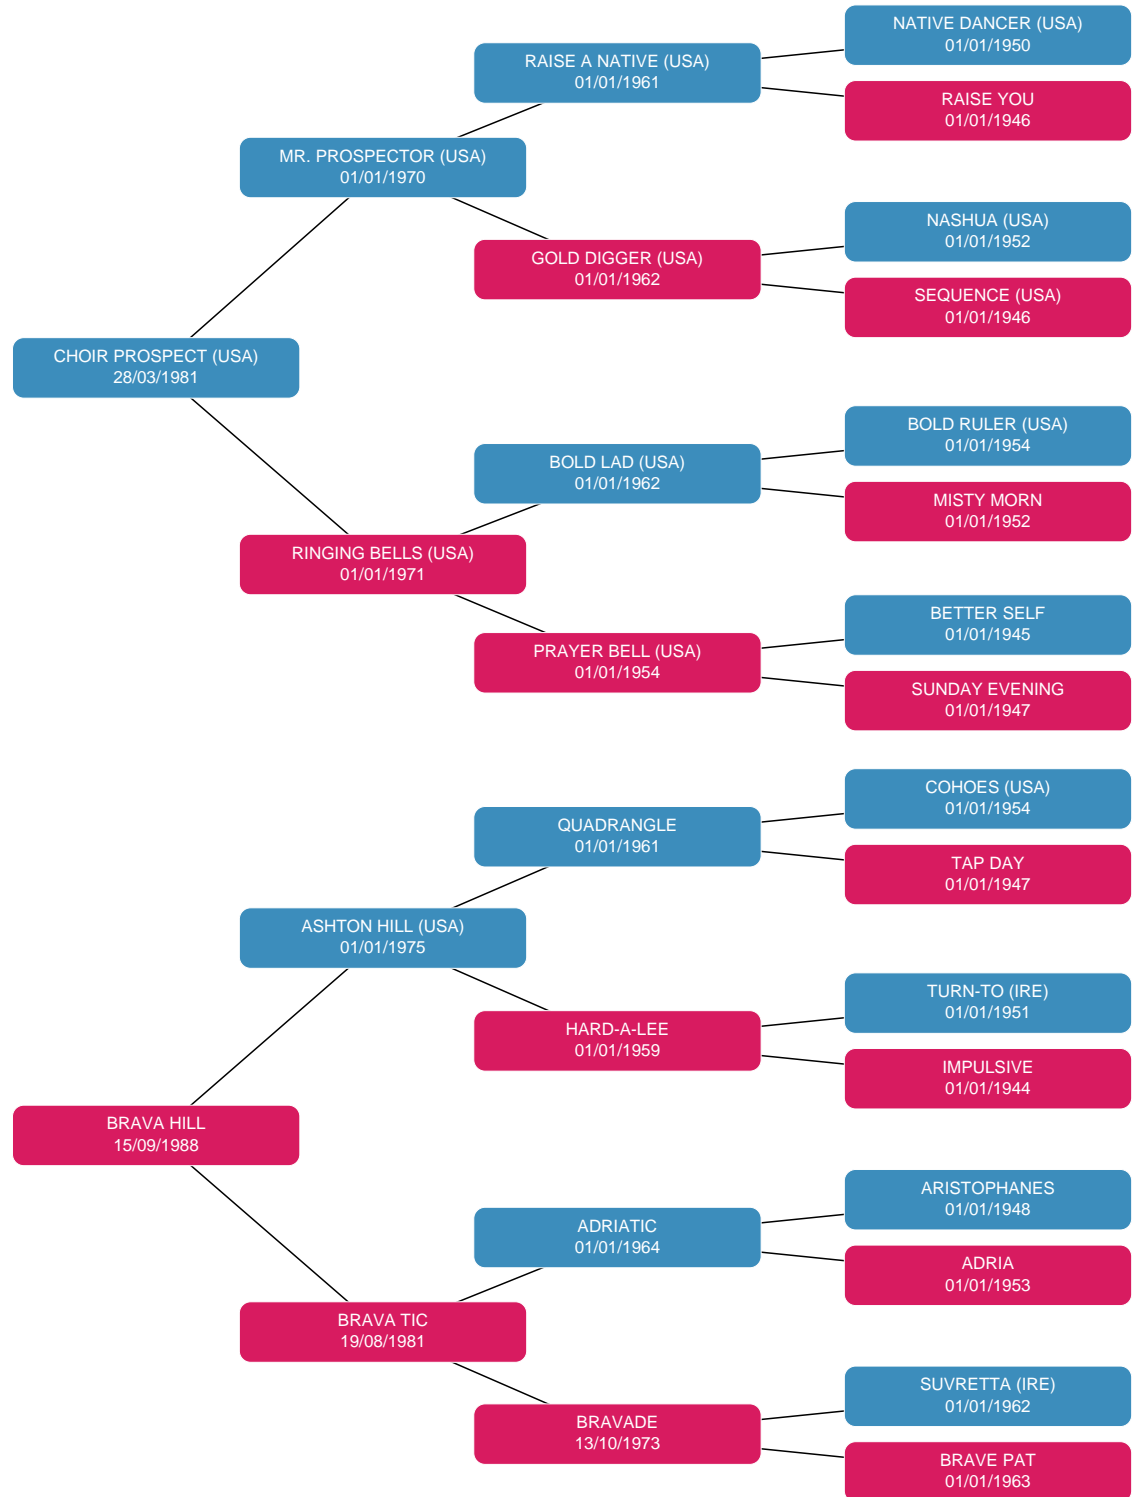 NATIVE DANCER (USA)
01/01/1950
RAISE A NATIVE (USA)
01/01/1961
RAISE YOU
01/01/1946
MR. PROSPECTOR (USA)
01/01/1970
NASHUA (USA)
01/01/1952
GOLD DIGGER (USA)
01/01/1962
SEQUENCE (USA)
01/01/1946
CHOIR PROSPECT (USA)
28/03/1981
BOLD RULER (USA)
01/01/1954
BOLD LAD (USA)
01/01/1962
MISTY MORN
01/01/1952
RINGING BELLS (USA)
01/01/1971
BETTER SELF
01/01/1945
PRAYER BELL (USA)
01/01/1954
SUNDAY EVENING
01/01/1947
COHOES (USA)
01/01/1954
QUADRANGLE
01/01/1961
TAP DAY
01/01/1947
ASHTON HILL (USA)
01/01/1975
TURN-TO (IRE)
01/01/1951
HARD-A-LEE
01/01/1959
IMPULSIVE
01/01/1944
BRAVA HILL
15/09/1988
ARISTOPHANES
01/01/1948
ADRIATIC
01/01/1964
ADRIA
01/01/1953
BRAVA TIC
19/08/1981
SUVRETTA (IRE)
01/01/1962
BRAVADE
13/10/1973
BRAVE PAT
01/01/1963